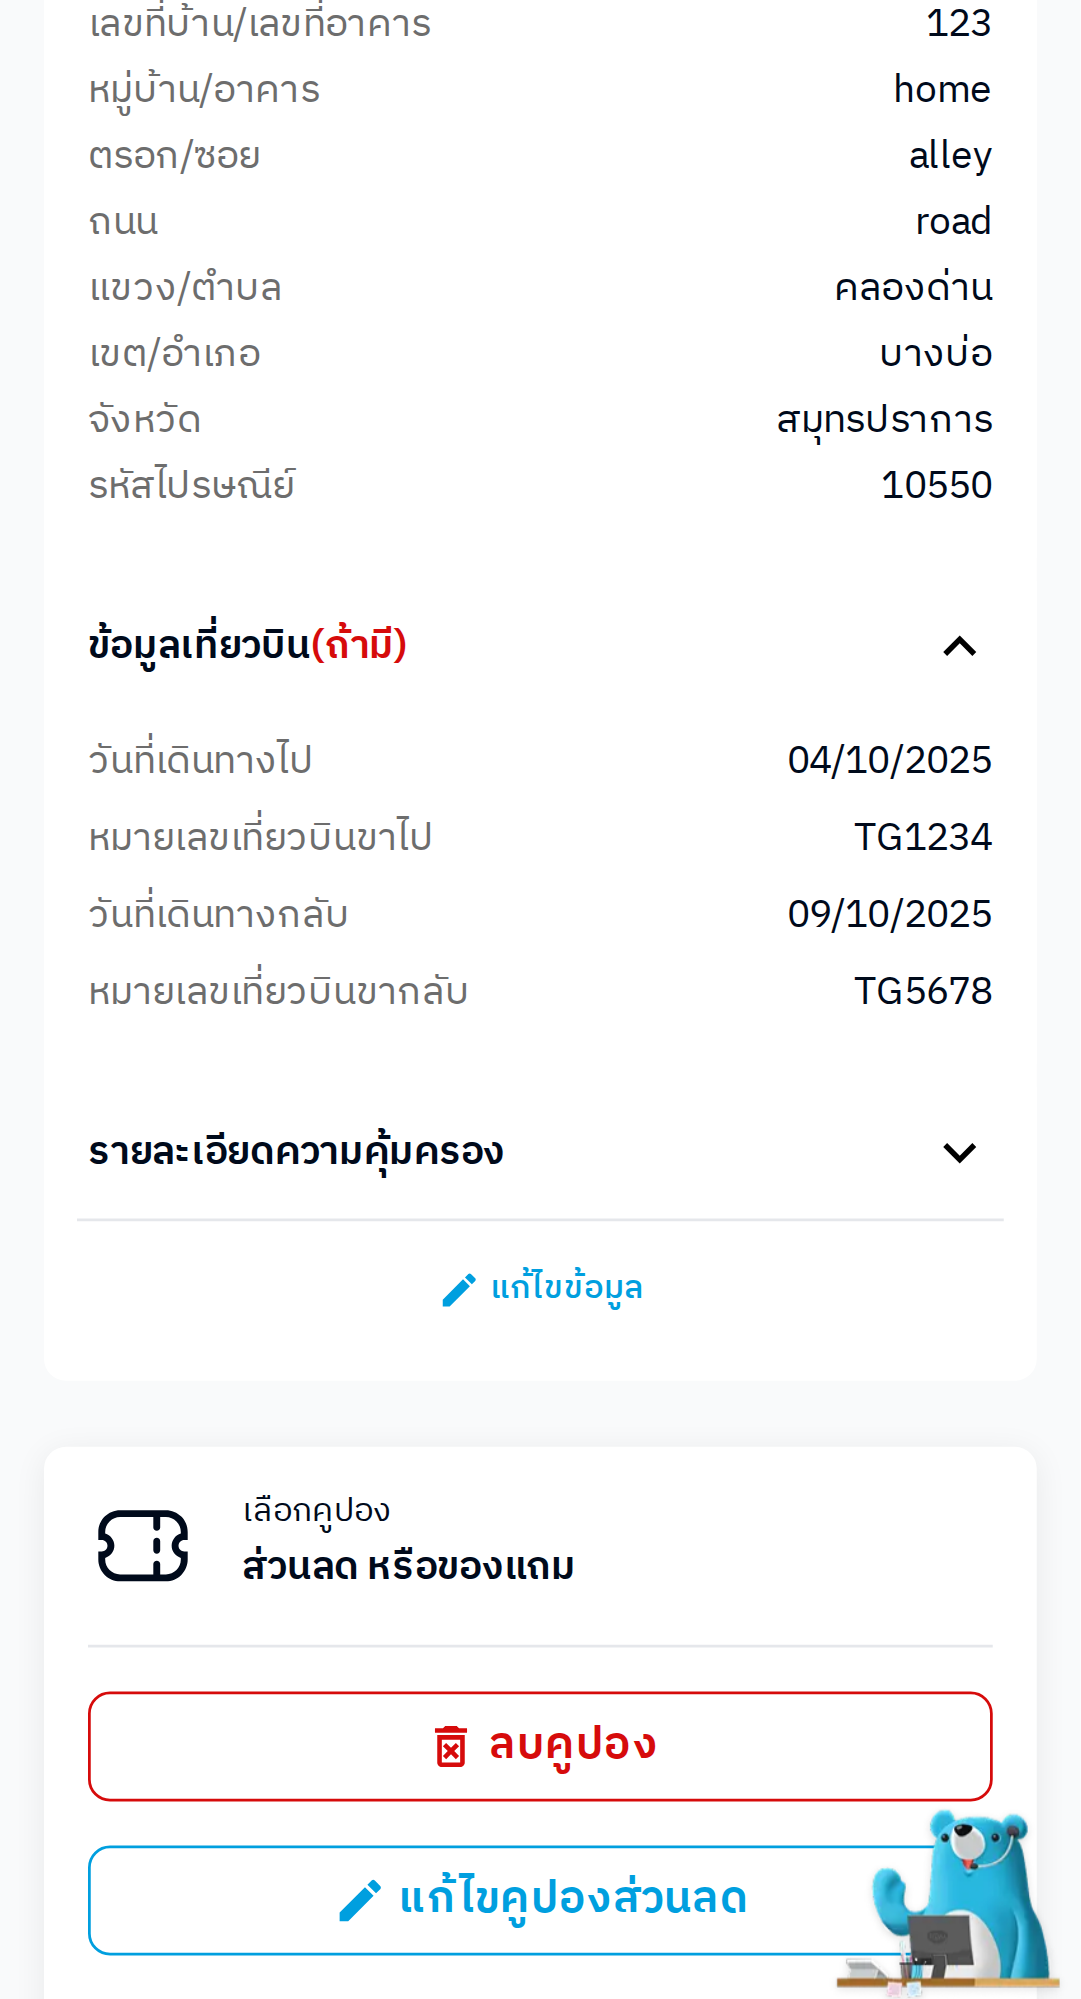 เลขที่บ้าน/เลขที่อาคาร 123
หมู่บ้าน/อาคาร home
ตรอก/ซอย alley
ถนน road
แขวง/ตำบล คลองด่าน
เขต/อำเภอ บางบ่อ
จังหวัด สมุทรปราการ
รหัสไปรษณีย์ 10550
ข้อมูลเที่ยวบิน(ถ้ามี)
วันที่เดินทางไป 04/10/2025
หมายเลขเที่ยวบินขาไป TG1234
วันที่เดินทางกลับ 09/10/2025
หมายเลขเที่ยวบินขากลับ TG5678
รายละเอียดความคุ้มครอง
แก้ไขข้อมูล
เลือกคูปอง
ส่วนลด หรือของแถม
ลบคูปอง
แก้ไขคูปองส่วนลด